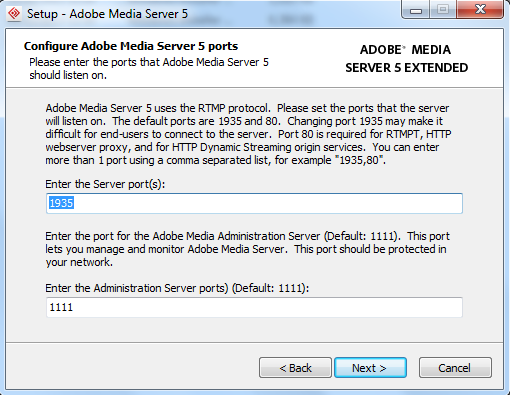 Setup - Adobe Media Server 5
Configure Adobe Media Server 5 ports
Please enter the ports that Adobe Media Server 5
should listen on.
ADOBE® MEDIA
SERVER 5 EXTENDED
Adobe Media Server 5 uses the RTMP protocol.  Please set the ports that the server
will listen on.  The default ports are 1935 and 80.  Changing port 1935 may make it
difficult for end-users to connect to the server.  Port 80 is required for RTMPT, HTTP
webserver proxy, and for HTTP Dynamic Streaming origin services.  You can enter
more than 1 port using a comma separated list, for example "1935,80".
Enter the Server port(s):
1935
Enter the port for the Adobe Media Administration Server (Default: 1111).  This port
lets you manage and monitor Adobe Media Server.  This port should be protected in
your network.
Enter the Administration Server ports) (Default: 1111):
1111
< Back
Next >
Cancel